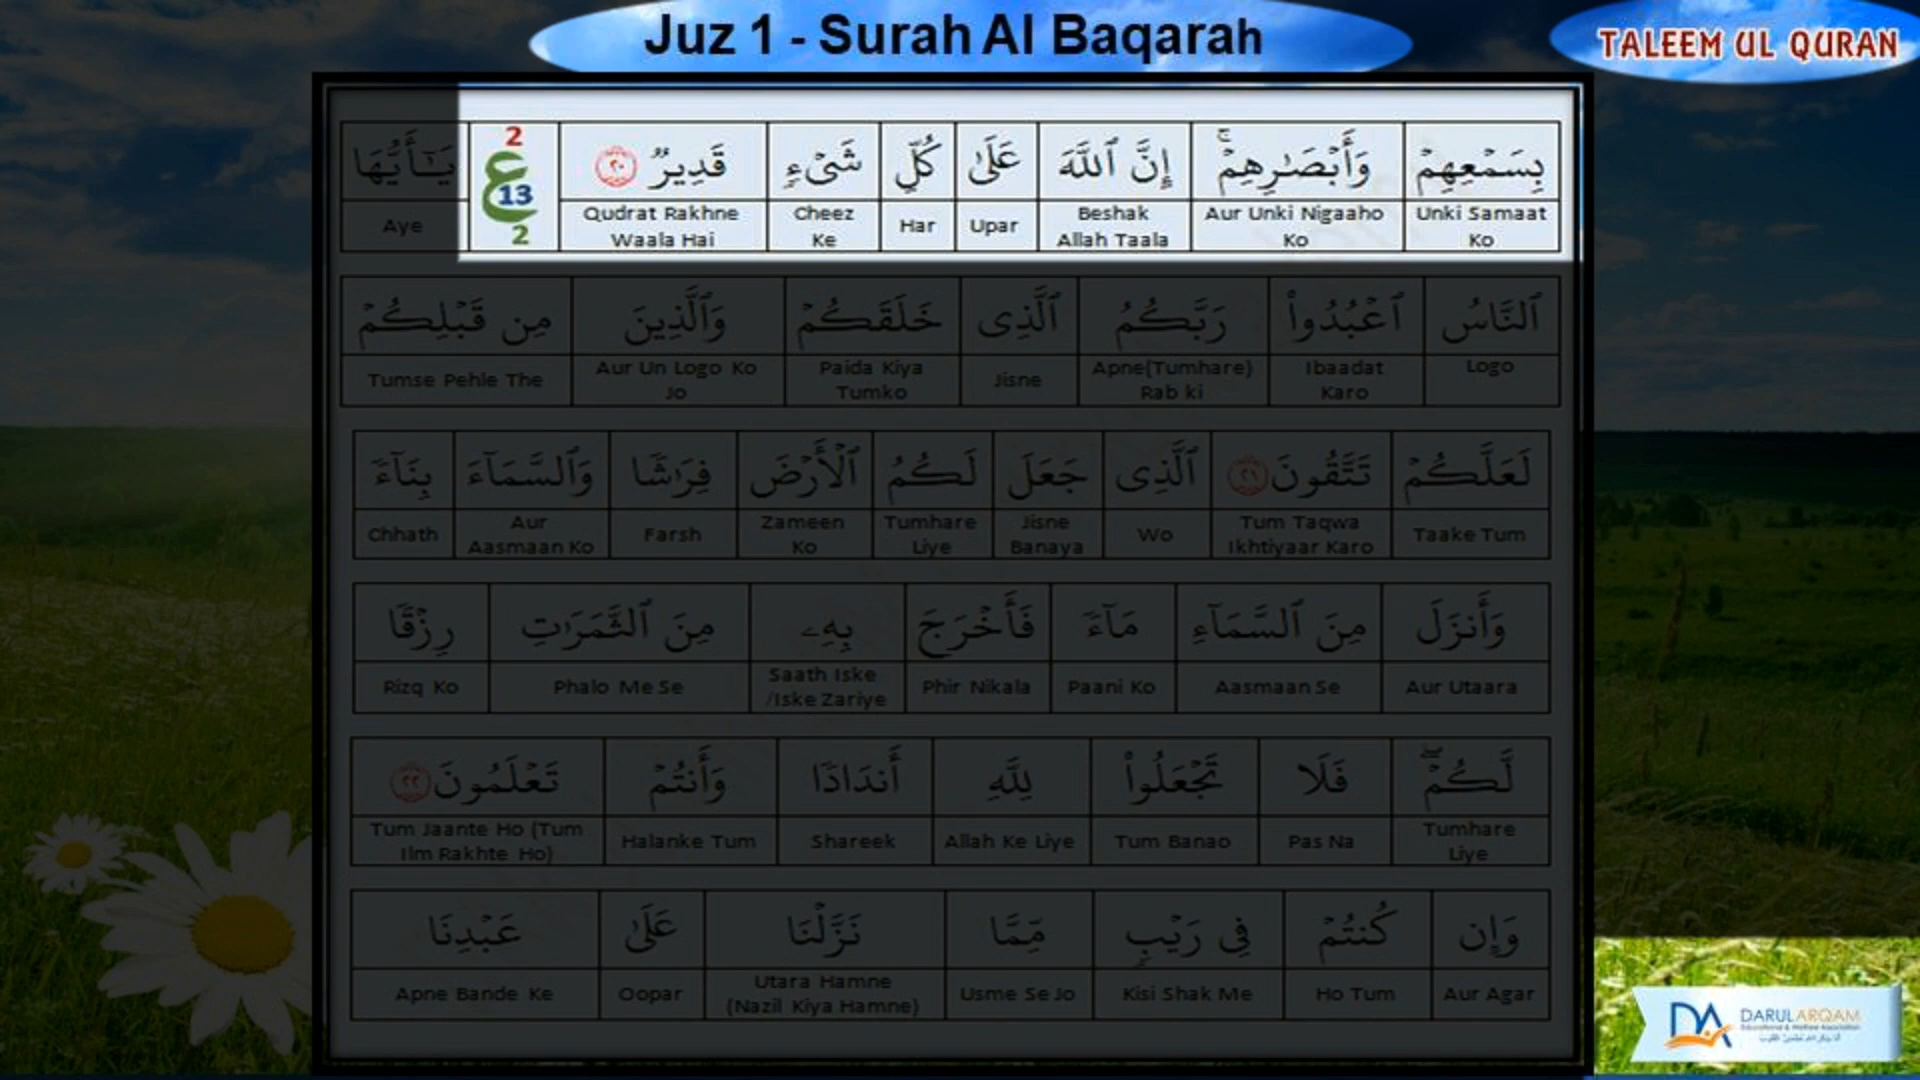 Juz 1 - Surah Al Baqarah
TALEEM UL QURAN
بِسَمْعِهِمْ وَأَبْصَـٰرِهِمْ ۚ إِنَّ ٱللَّهَ عَلَىٰ كُلِّ شَىْءٍ قَدِيرٌ ٢٠ 2 ع 13 2 يَـٰٓأَيُّهَا
Unki Samaat Ko Aur Unki Nigaaho Ko Beshak Allah Taala Upar Har Cheez Ke Qudrat Rakhne Waala Hai Aye
ٱلنَّاسُ ٱعْبُدُوا۟ رَبَّكُمُ ٱلَّذِى خَلَقَكُمْ وَٱلَّذِينَ مِن قَبْلِكُمْ
Logo Ibaadat Karo Apne(Tumhare) Rab ki Jisne Paida Kiya Tumko Aur Un Logo Ko Jo Tumse Pehle The
لَعَلَّكُمْ تَتَّقُونَ ٢١ ٱلَّذِى جَعَلَ لَكُمُ ٱلْأَرْضَ فِرَٰشًا وَٱلسَّمَآءَ بِنَآءً
Taake Tum Tum Taqwa Ikhtiyaar Karo Wo Jisne Banaya Tumhare Liye Zameen Ko Farsh Aur Aasmaan Ko Chhath
وَأَنزَلَ مِنَ ٱلسَّمَآءِ مَآءً فَأَخْرَجَ بِهِۦ مِنَ ٱلثَّمَرَٰتِ رِزْقًا
Aur Utaara Aasmaan Se Paani Ko Phir Nikala Saath Iske /Iske Zariye Phalo Me Se Rizq Ko
لَّكُمْ ۖ فَلَا تَجْعَلُوا۟ لِلَّهِ أَندَادًا وَأَنتُمْ تَعْلَمُونَ ٢٢
Tumhare Liye Pas Na Tum Banao Allah Ke Liye Shareek Halanke Tum Tum Jaante Ho (Tum Ilm Rakhte Ho)
وَإِن كُنتُمْ فِى رَيْبٍ مِّمَّا نَزَّلْنَا عَلَىٰ عَبْدِنَا
Aur Agar Ho Tum Kisi Shak Me Usme Se Jo Utara Hamne (Nazil Kiya Hamne) Oopar Apne Bande Ke
DA DARUL ARQAM
Educational & Welfare Association